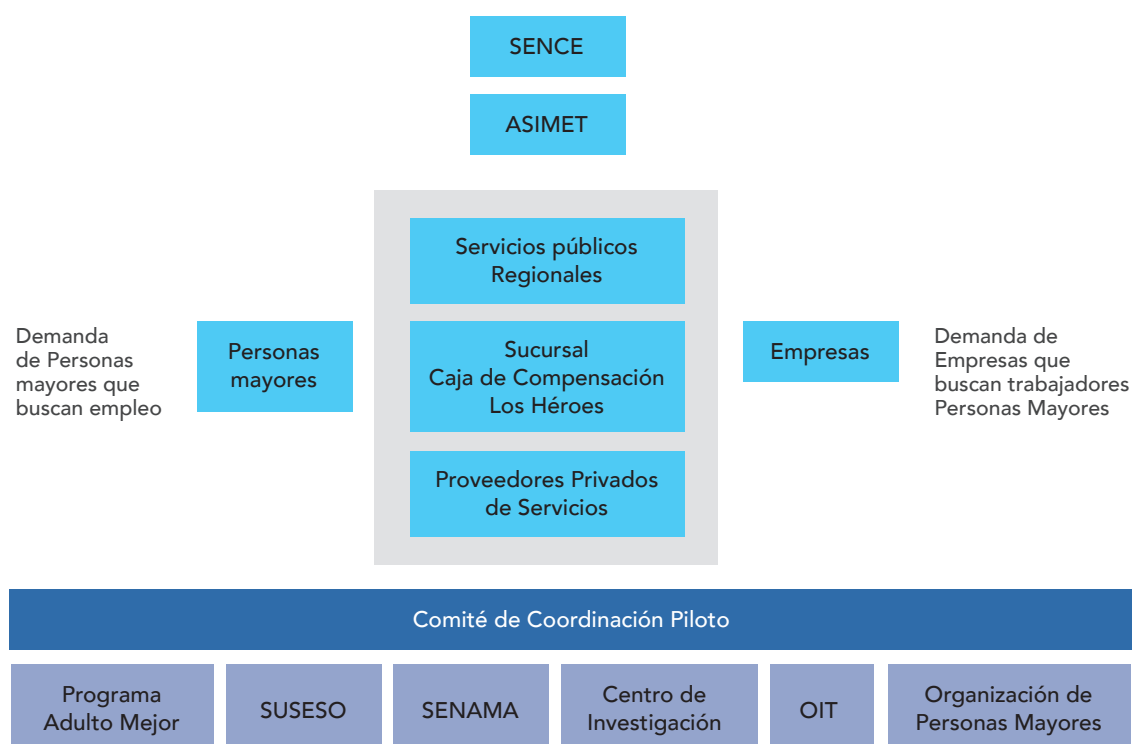 SENCE
ASIMET
Servicios públicos
Regionales
Demanda
de Personas
mayores que
buscan empleo
Personas
mayores
Sucursal
Caja de Compensación
Los Héroes
Empresas
Demanda de
Empresas que
buscan trabajadores
Personas Mayores
Proveedores Privados
de Servicios
Comité de Coordinación Piloto
Programa
Adulto Mejor
SUSESO
SENAMA
Centro de
Investigación
OIT
Organización de
Personas Mayores